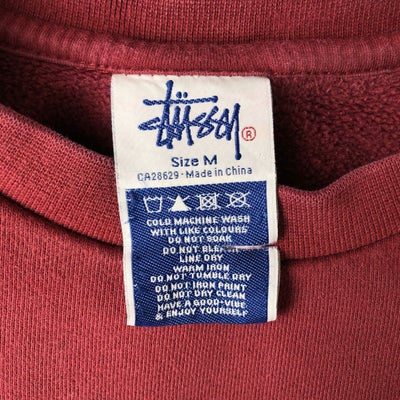 Stüssy ®
Size M
CA28629 - Made in China
COLD MACHINE WASH
WITH LIKE COLOURS
DO NOT SOAK
DO NOT BLEACH
LINE DRY
WARM IRON
DO NOT TUMBLE DRY
DO NOT IRON PRINT
DO NOT DRY CLEAN
HAVE A GOOD-VIBE
& ENJOY YOURSELF